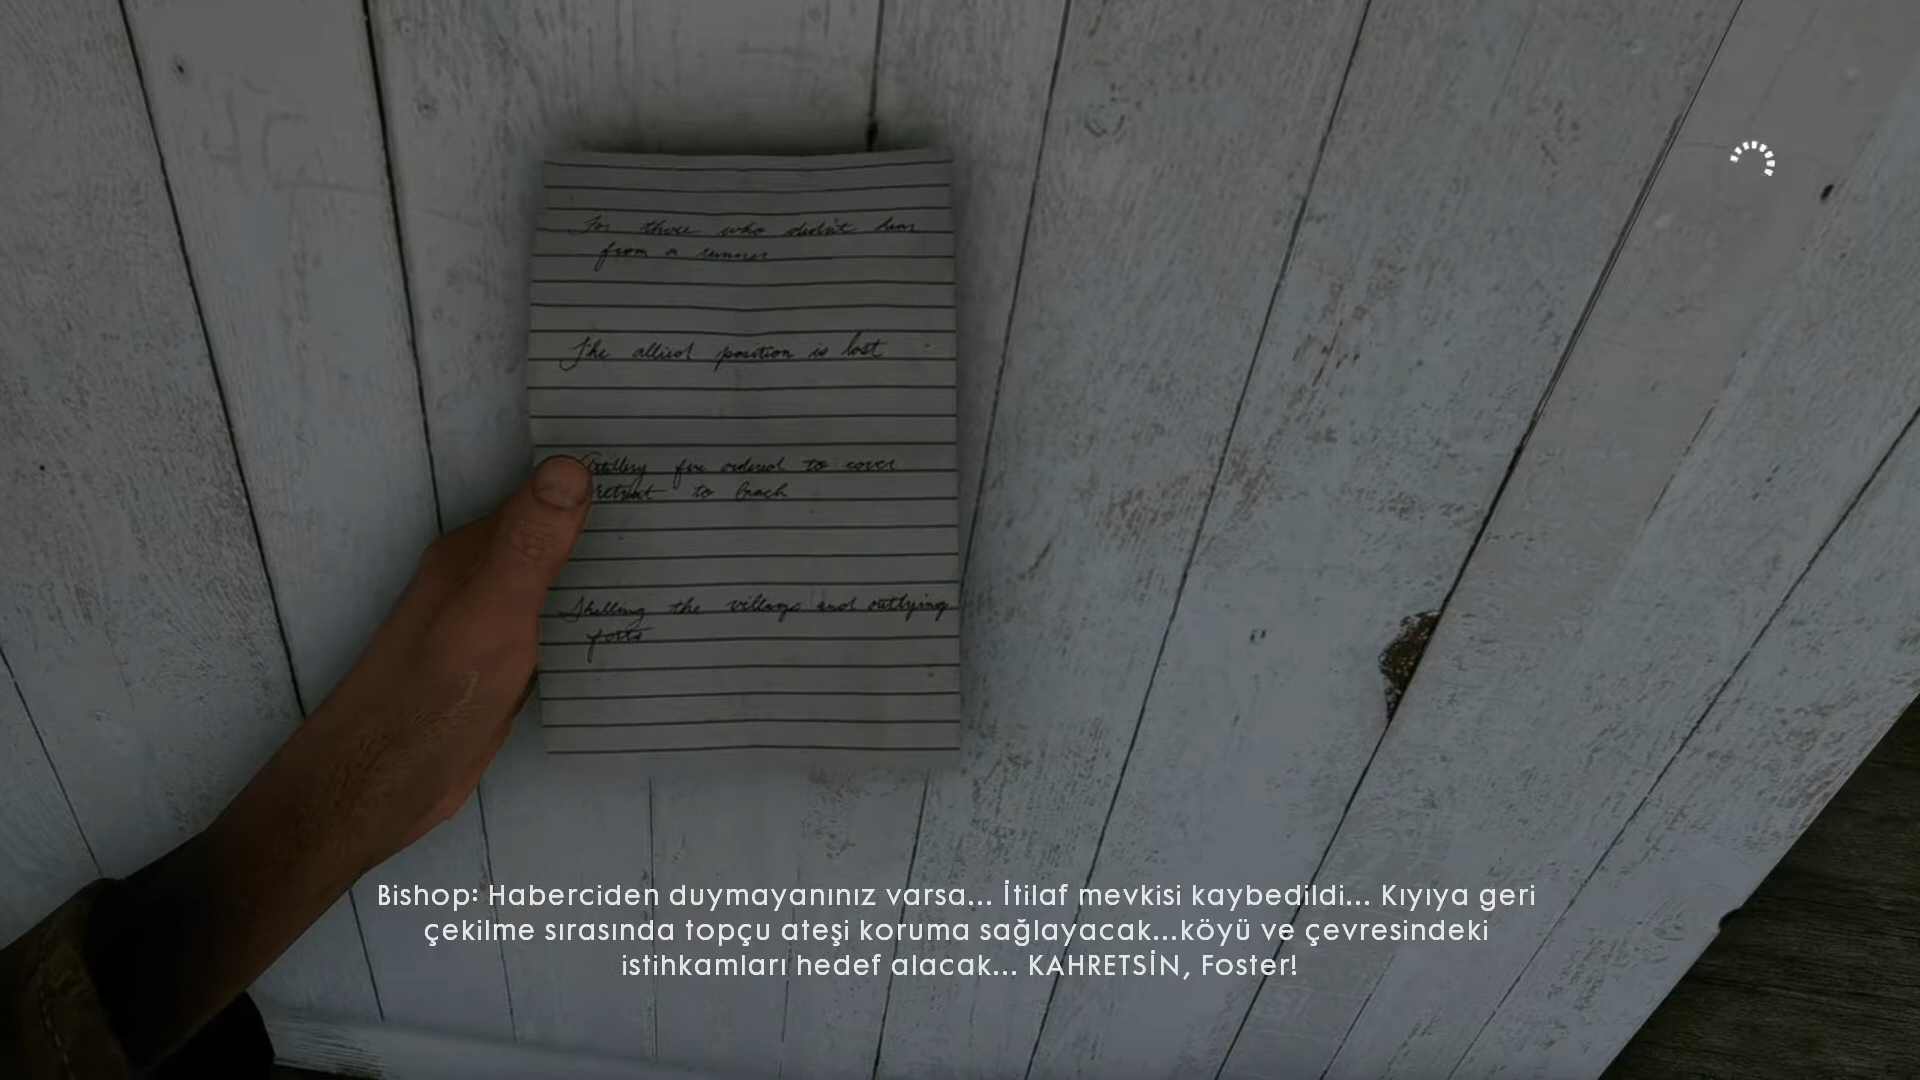 For those who didn't hear
from a runner
The allied position is lost
Artillery fire ordered to cover
retreat to beach
Shelling the village and outlying
forts
Bishop: Haberciden duymayanınız varsa... İtilaf mevkisi kaybedildi... Kıyıya geri
çekilme sırasında topçu ateşi koruma sağlayacak...köyü ve çevresindeki
istihkamları hedef alacak... KAHRETSİN, Foster!